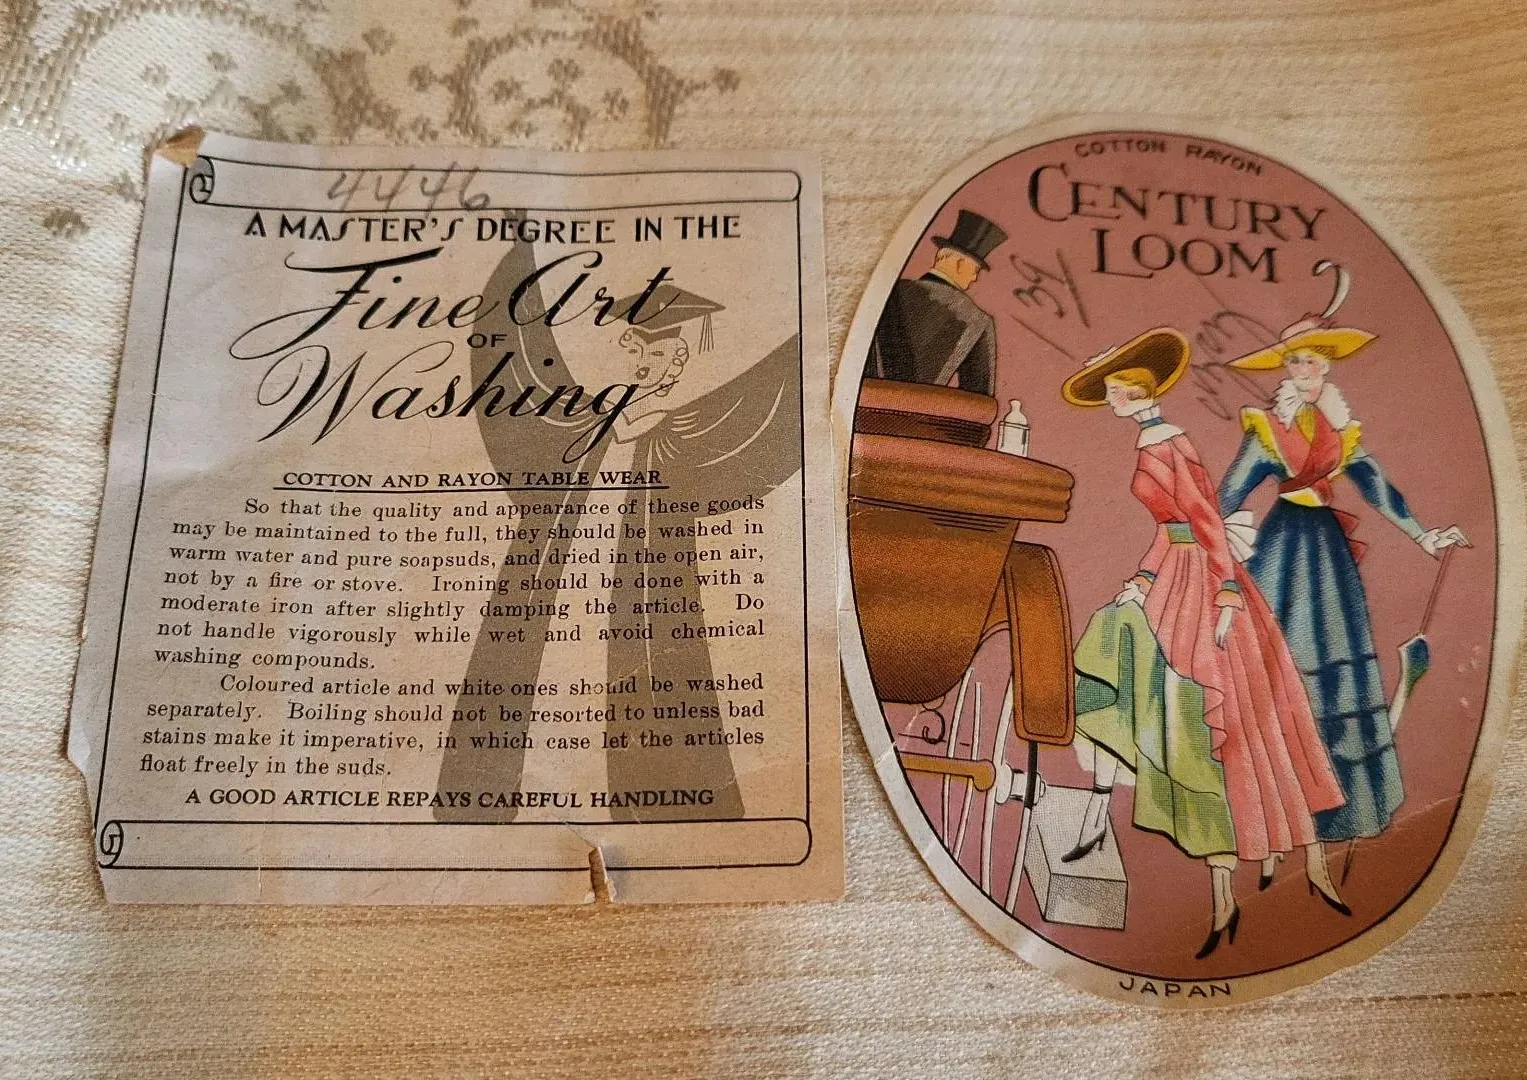 4446
A MASTER'S DEGREE IN THE
Fine Art
OF
Washing
COTTON AND RAYON TABLE WEAR
So that the quality and appearance of these goods
may be maintained to the full, they should be washed in
warm water and pure soapsuds, and dried in the open air,
not by a fire or stove. Ironing should be done with a
moderate iron after slightly damping the article. Do
not handle vigorously while wet and avoid chemical
washing compounds.
Coloured article and white ones should be washed
separately. Boiling should not be resorted to unless bad
stains make it imperative, in which case let the articles
float freely in the suds.
A GOOD ARTICLE REPAYS CAREFUL HANDLING
COTTON RAYON
CENTURY
LOOM
139
JAPAN